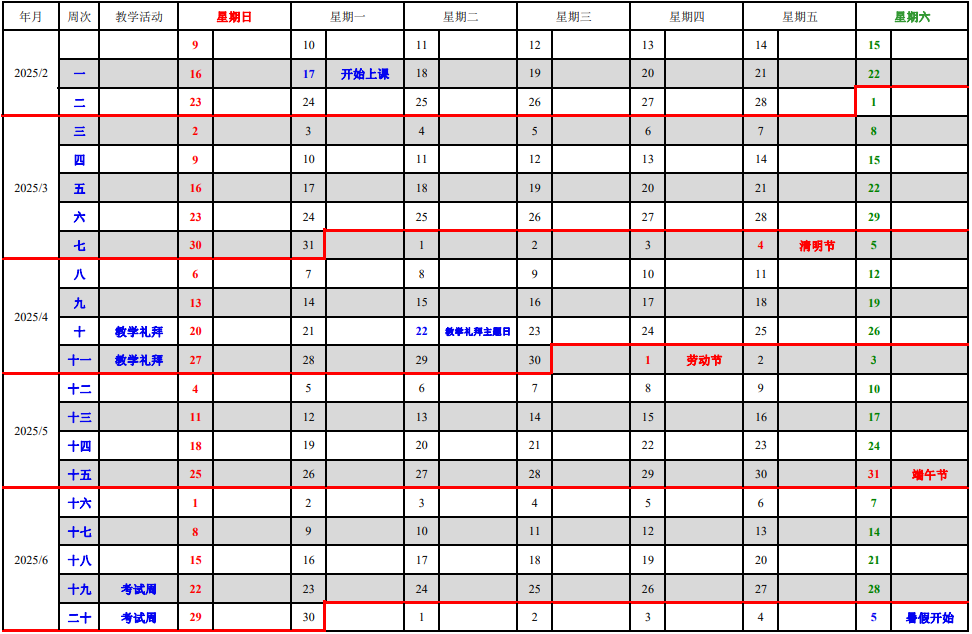 年月 周次 教学活动 星期日 星期一 星期二 星期三 星期四 星期五 星期六
9 10 11 12 13 14 15
2025/2 一 16 17 开始上课 18 19 20 21 22
二 23 24 25 26 27 28 1
三 2 3 4 5 6 7 8
四 9 10 11 12 13 14 15
2025/3 五 16 17 18 19 20 21 22
六 23 24 25 26 27 28 29
七 30 31 1 2 3 4 清明节 5
八 6 7 8 9 10 11 12
2025/4 九 13 14 15 16 17 18 19
十 教学礼拜 20 21 22 教学礼拜主题日 23 24 25 26
十一 教学礼拜 27 28 29 30 1 劳动节 2 3
十二 4 5 6 7 8 9 10
2025/5 十三 11 12 13 14 15 16 17
十四 18 19 20 21 22 23 24
十五 25 26 27 28 29 30 31 端午节
十六 1 2 3 4 5 6 7
十七 8 9 10 11 12 13 14
2025/6 十八 15 16 17 18 19 20 21
十九 考试周 22 23 24 25 26 27 28
二十 考试周 29 30 1 2 3 4 5 暑假开始